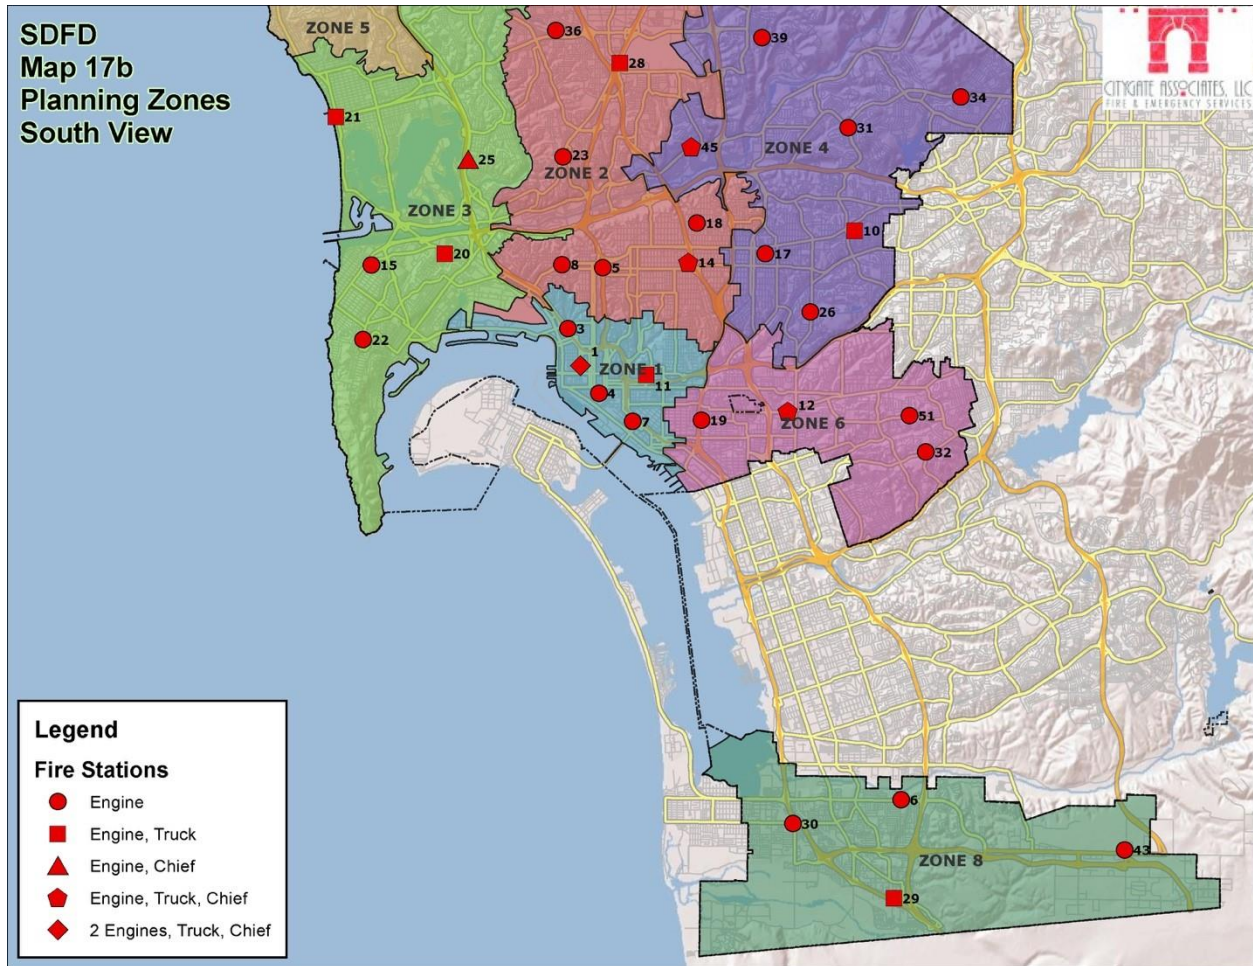 SDFD
Map 17b
Planning Zones
South View
CITYGATE ASSOCIATES, LLC
FIRE & EMERGENCY SERVICES
ZONE 5
36
39
28
34
21
31
45
ZONE 4
23
25
ZONE 2
ZONE 3
18
10
20
17
15
8
5
14
26
3
22
1
ZONE 1
11
4
12
51
7
19
ZONE 6
32
6
30
43
ZONE 8
29
Legend
Fire Stations
Engine
Engine, Truck
Engine, Chief
Engine, Truck, Chief
2 Engines, Truck, Chief